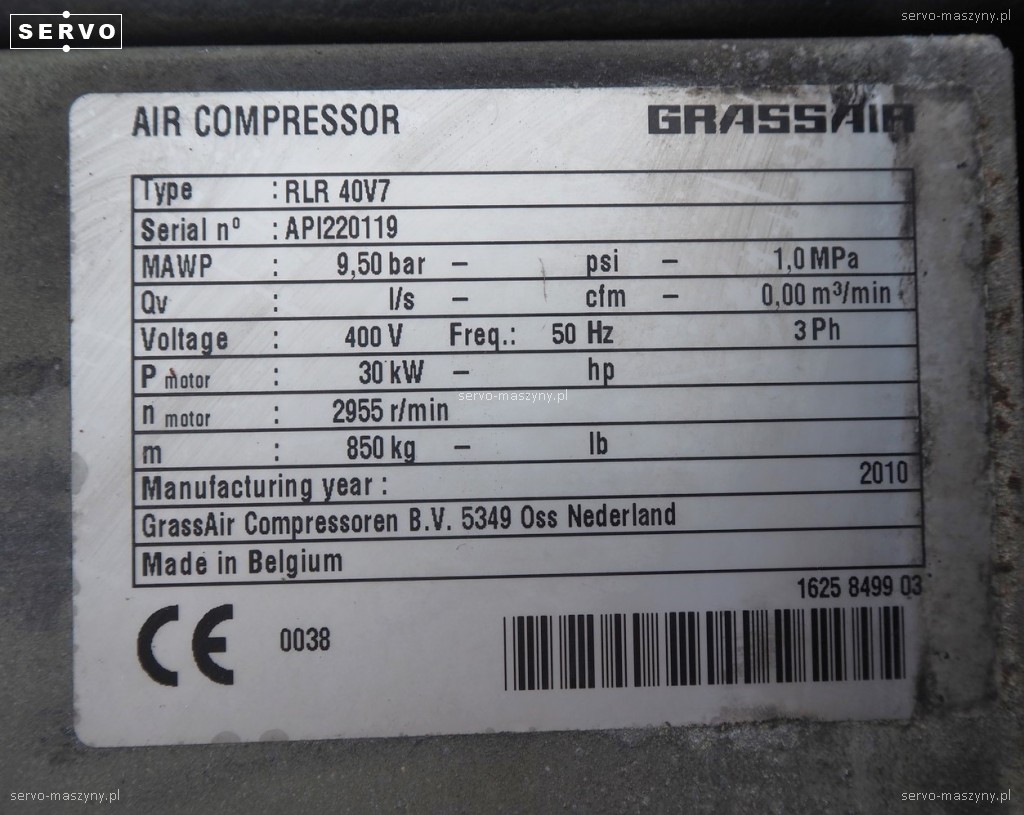 SERVO
servo-maszyny.pl
AIR COMPRESSOR GRASSAIR
Type : RLR 40V7
Serial nº : API220119
MAWP : 9,50 bar – psi – 1,0 MPa
Qv : l/s – cfm – 0,00 m³/min
Voltage : 400 V Freq.: 50 Hz 3 Ph
P motor : 30 kW – hp
servo-maszyny.pl
n motor : 2955 r/min
m : 850 kg – lb
Manufacturing year : 2010
GrassAir Compressoren B.V. 5349 Oss Nederland
Made in Belgium
1625 8499 03
CE 0038
servo-maszyny.pl servo-maszyny.pl